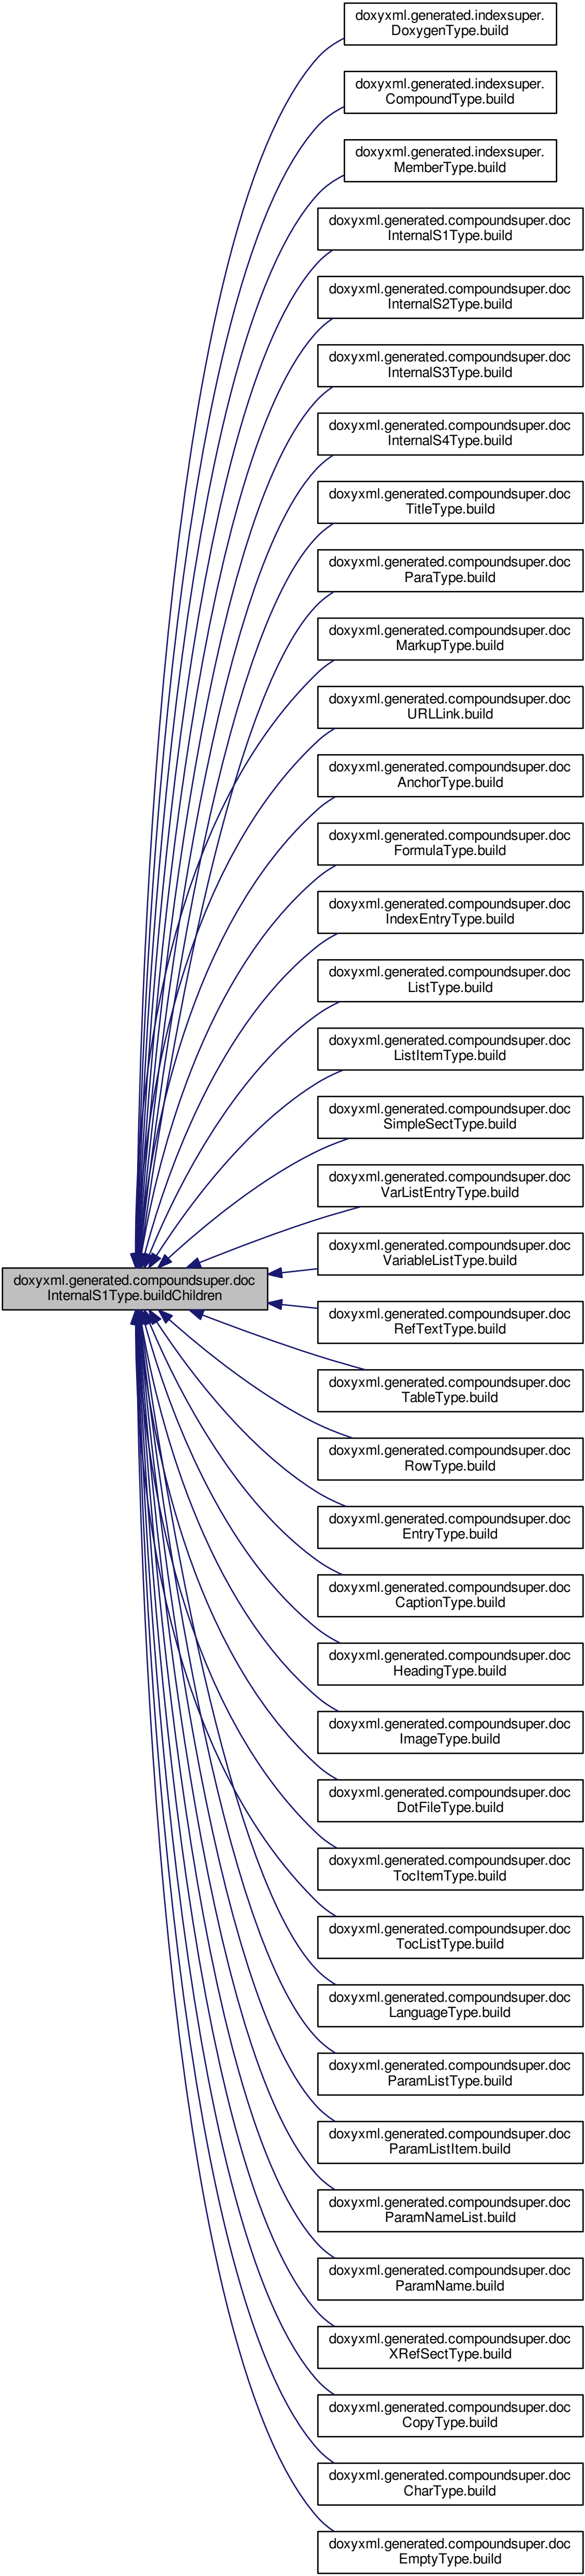 doxyxml.generated.indexsuper.
DoxygenType.build
doxyxml.generated.indexsuper.
CompoundType.build
doxyxml.generated.indexsuper.
MemberType.build
doxyxml.generated.compoundsuper.doc
InternalS1Type.build
doxyxml.generated.compoundsuper.doc
InternalS2Type.build
doxyxml.generated.compoundsuper.doc
InternalS3Type.build
doxyxml.generated.compoundsuper.doc
InternalS4Type.build
doxyxml.generated.compoundsuper.doc
TitleType.build
doxyxml.generated.compoundsuper.doc
ParaType.build
doxyxml.generated.compoundsuper.doc
MarkupType.build
doxyxml.generated.compoundsuper.doc
URLLink.build
doxyxml.generated.compoundsuper.doc
AnchorType.build
doxyxml.generated.compoundsuper.doc
FormulaType.build
doxyxml.generated.compoundsuper.doc
IndexEntryType.build
doxyxml.generated.compoundsuper.doc
ListType.build
doxyxml.generated.compoundsuper.doc
ListItemType.build
doxyxml.generated.compoundsuper.doc
SimpleSectType.build
doxyxml.generated.compoundsuper.doc
VarListEntryType.build
doxyxml.generated.compoundsuper.doc
VariableListType.build
doxyxml.generated.compoundsuper.doc
InternalS1Type.buildChildren
doxyxml.generated.compoundsuper.doc
RefTextType.build
doxyxml.generated.compoundsuper.doc
TableType.build
doxyxml.generated.compoundsuper.doc
RowType.build
doxyxml.generated.compoundsuper.doc
EntryType.build
doxyxml.generated.compoundsuper.doc
CaptionType.build
doxyxml.generated.compoundsuper.doc
HeadingType.build
doxyxml.generated.compoundsuper.doc
ImageType.build
doxyxml.generated.compoundsuper.doc
DotFileType.build
doxyxml.generated.compoundsuper.doc
TocItemType.build
doxyxml.generated.compoundsuper.doc
TocListType.build
doxyxml.generated.compoundsuper.doc
LanguageType.build
doxyxml.generated.compoundsuper.doc
ParamListType.build
doxyxml.generated.compoundsuper.doc
ParamListItem.build
doxyxml.generated.compoundsuper.doc
ParamNameList.build
doxyxml.generated.compoundsuper.doc
ParamName.build
doxyxml.generated.compoundsuper.doc
XRefSectType.build
doxyxml.generated.compoundsuper.doc
CopyType.build
doxyxml.generated.compoundsuper.doc
CharType.build
doxyxml.generated.compoundsuper.doc
EmptyType.build